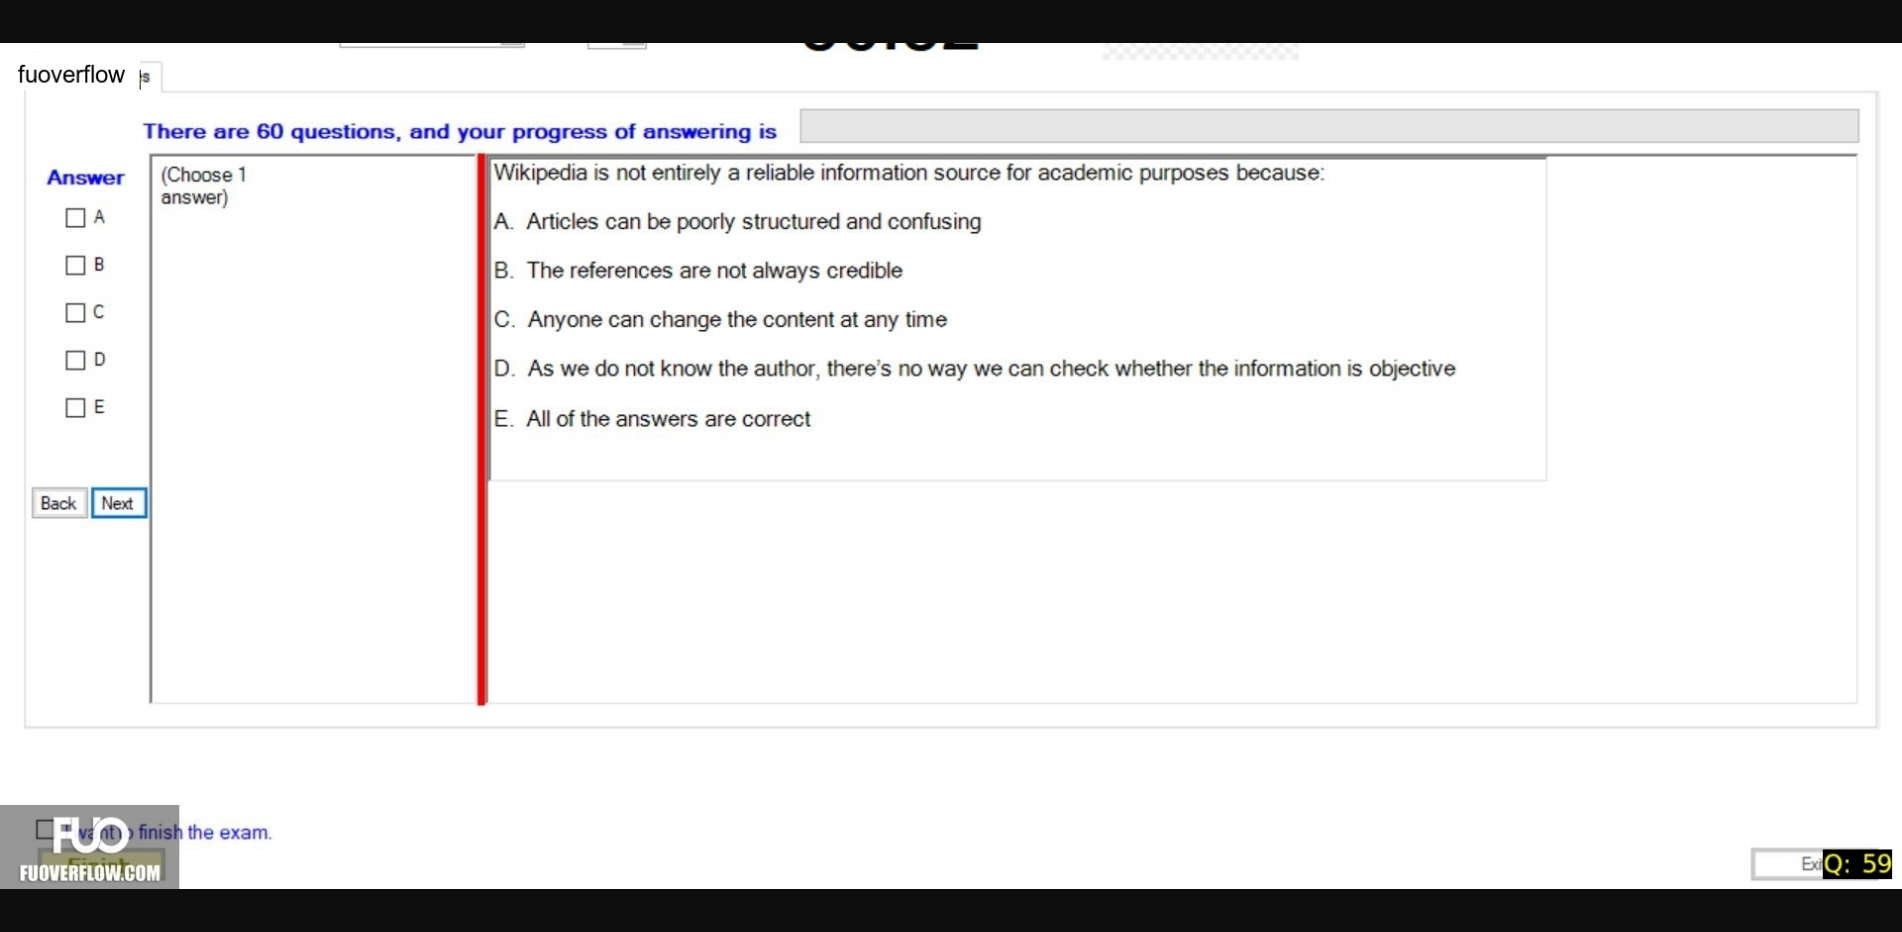 fuoverflow
There are 60 questions, and your progress of answering is
Answer
(Choose 1
answer)
A
B
C
D
E
Wikipedia is not entirely a reliable information source for academic purposes because:
A. Articles can be poorly structured and confusing
B. The references are not always credible
C. Anyone can change the content at any time
D. As we do not know the author, there's no way we can check whether the information is objective
E. All of the answers are correct
Back Next
I want to finish the exam.
FUO
FUOVERFLOW.COM
Q: 59